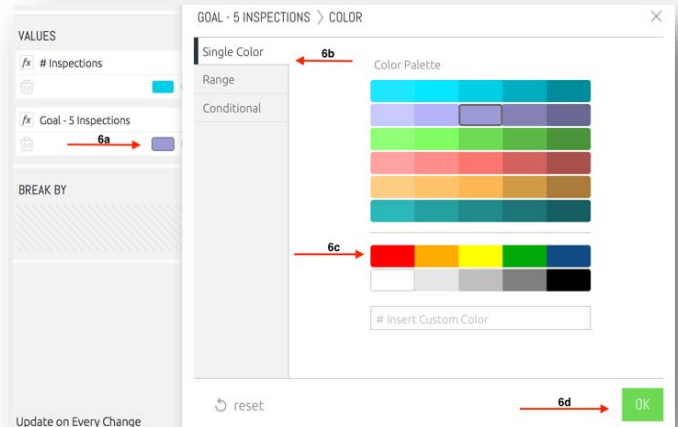 VALUES
fx # Inspections
fx Goal - 5 Inspections
6a
BREAK BY
Update on Every Change
GOAL - 5 INSPECTIONS > COLOR
Single Color
6b
Range
Conditional
Color Palette
6c
# Insert Custom Color
reset
6d
OK